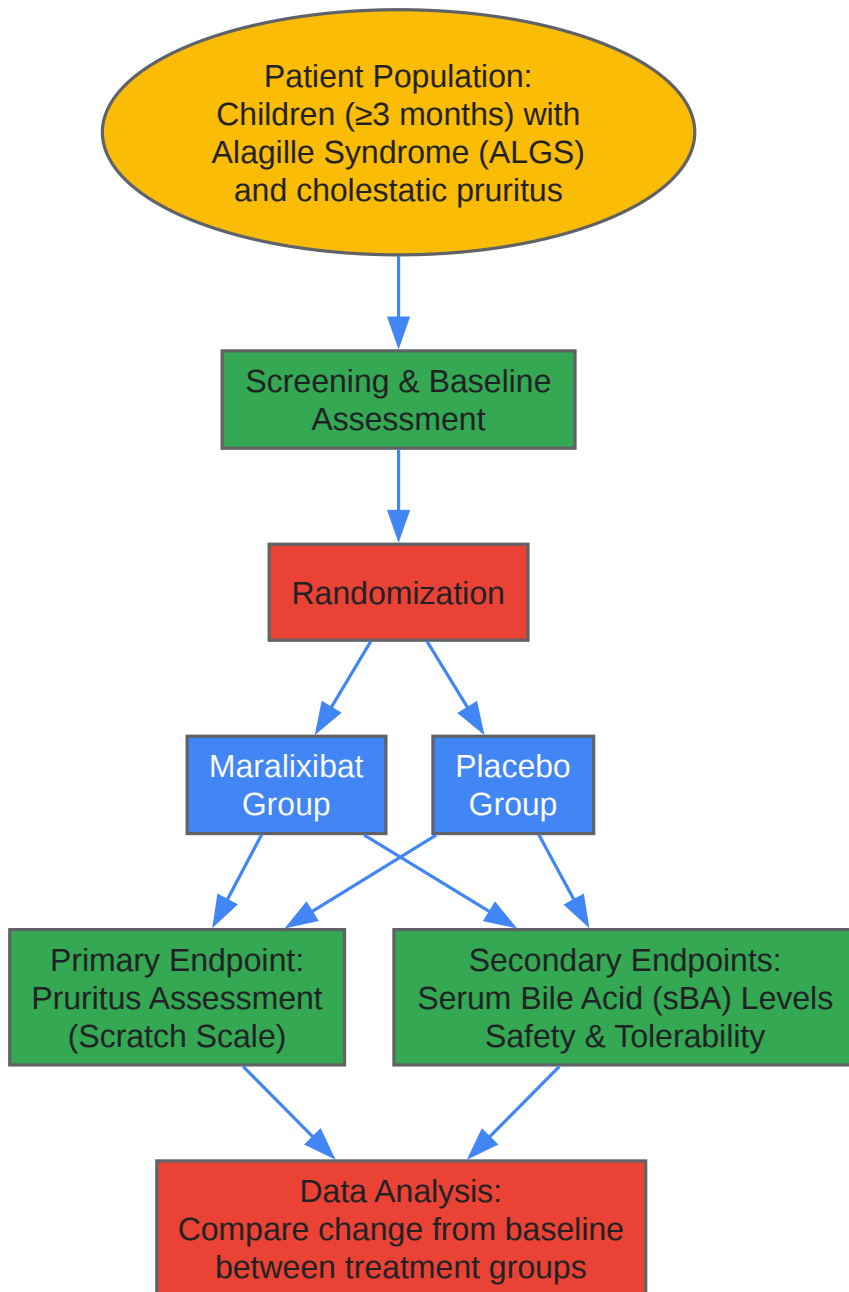 Patient Population:
Children (≥3 months) with
Alagille Syndrome (ALGS)
and cholestatic pruritus
Screening & Baseline
Assessment
Randomization
Maralixibat
Group
Placebo
Group
Primary Endpoint:
Pruritus Assessment
(Scratch Scale)
Secondary Endpoints:
Serum Bile Acid (sBA) Levels
Safety & Tolerability
Data Analysis:
Compare change from baseline
between treatment groups